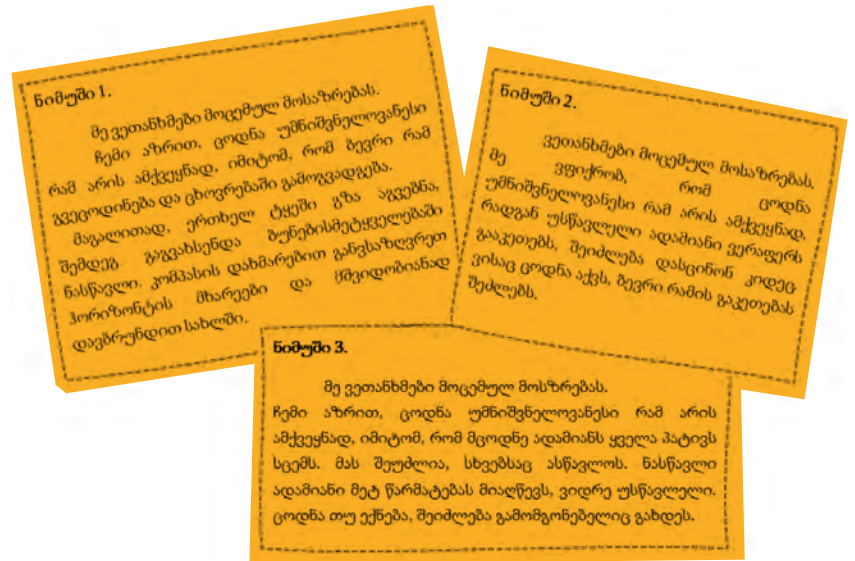 ნიმუში 1.
მე ვეთანხმები მოცემულ მოსაზრებას.
ჩემი აზრით, ცოდნა უმნიშვნელოვანესი
რამ არის ამქვეყნად, იმიტომ, რომ ბევრი რამ
გვეცოდინება და ცხოვრებაში გამოგვადგება.
მაგალითად, ერთხელ ტყეში გზა აგვებნა,
შემდეგ გაგვახსენდა ბუნებისმეტყველებაში
ნასწავლი. კომპასის დახმარებით განვსაზღვრეთ
ჰორიზონტის მხარეები და მშვიდობიანად
დავბრუნდით სახლში.
ნიმუში 2.
ვეთანხმები მოცემულ მოსაზრებას.
მე ვფიქრობ, რომ ცოდნა
უმნიშვნელოვანესი რამ არის ამქვეყნად,
რადგან უსწავლელი ადამიანი ვერაფერს
გააკეთებს, შეიძლება დასცინონ კიდეც.
ვისაც ცოდნა აქვს, ბევრი რამის გაკეთებას
შეძლებს.
ნიმუში 3.
მე ვეთანხმები მოცემულ მოსზრებას.
ჩემი აზრით, ცოდნა უმნიშვნელოვანესი რამ არის
ამქვეყნად, იმიტომ, რომ მცოდნე ადამიანს ყველა პატივს
სცემს. მას შეუძლია, სხვებსაც ასწავლოს. ნასწავლი
ადამიანი მეტ წარმატებას მიაღწევს, ვიდრე უსწავლელი.
ცოდნა თუ ექნება, შეიძლება გამომგონებელიც გახდეს.